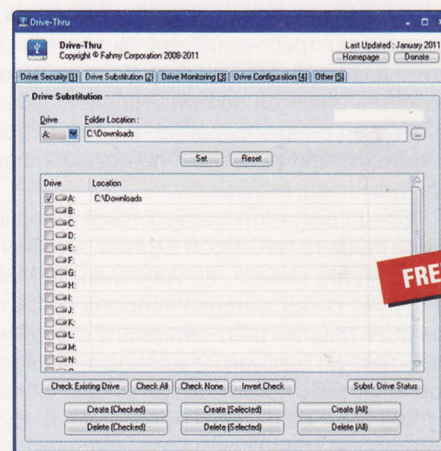 Drive-Thru
Drive-Thru
Copyright © Fahmy Corporation 2008-2011
Last Updated: January 2011
Homepage Donate
Drive Security [1] Drive Substitution [2] Drive Monitoring [3] Drive Configuration [4] Other [5]
Drive Substitution
Drive Folder Location :
A: C:\Downloads ...
Set Reset
Drive Location
A: C:\Downloads
B:
C:
D:
E:
F:
G:
H:
I:
J:
K:
L:
M:
N:
FREE
Check Existing Drive Check All Check None Invert Check Subst. Drive Status
Create (Checked) Create (Selected) Create (All)
Delete (Checked) Delete (Selected) Delete (All)